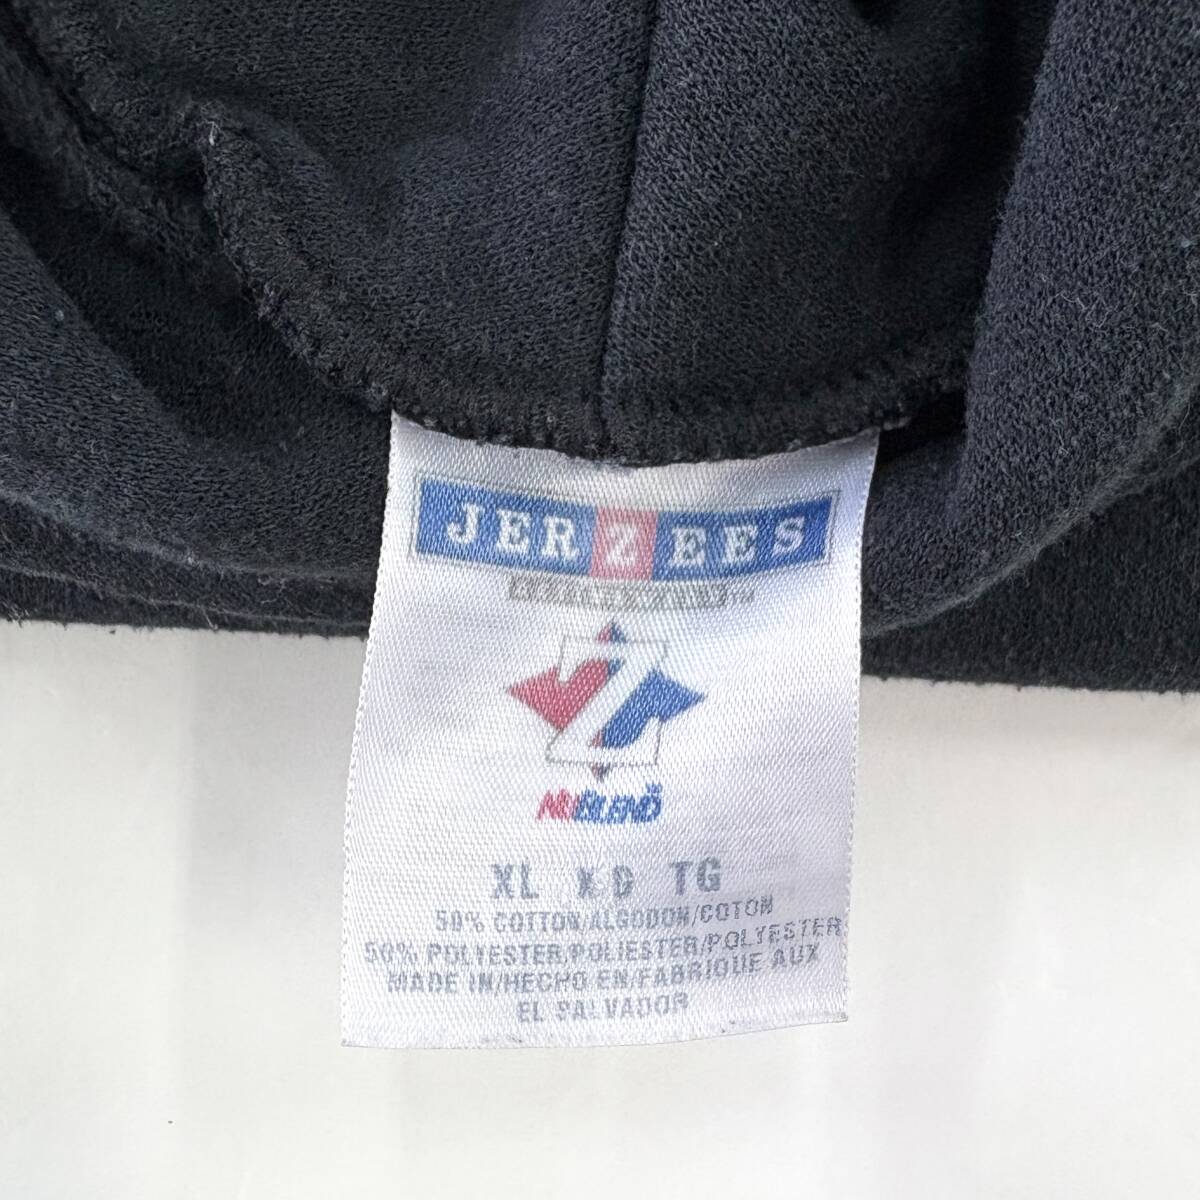 JERZEES
Z
NUBLEND
XL XG TG
50% COTTON/ALGODON/COTON
50% POLYESTER/POLIESTER/POLYESTER
MADE IN/HECHO EN/FABRIQUE AUX
EL SALVADOR